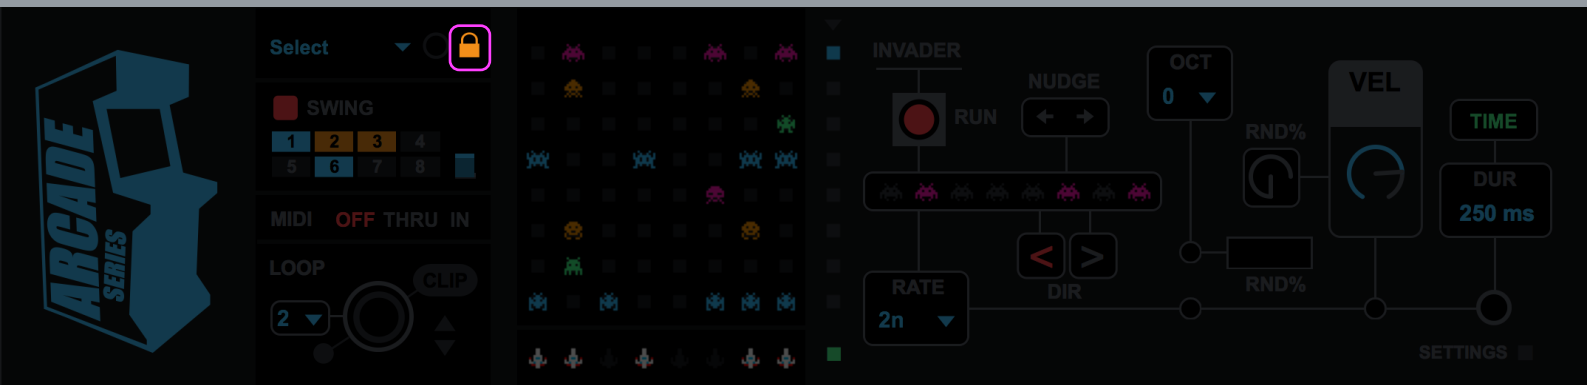 ARCADE
SERIES
Select
SWING
1 2 3 4
5 6 7 8
MIDI OFF THRU IN
LOOP
CLIP
2
INVADER
RUN
NUDGE
OCT
0
RND%
VEL
TIME
DUR
250 ms
< >
DIR
RATE
2n
RND%
SETTINGS